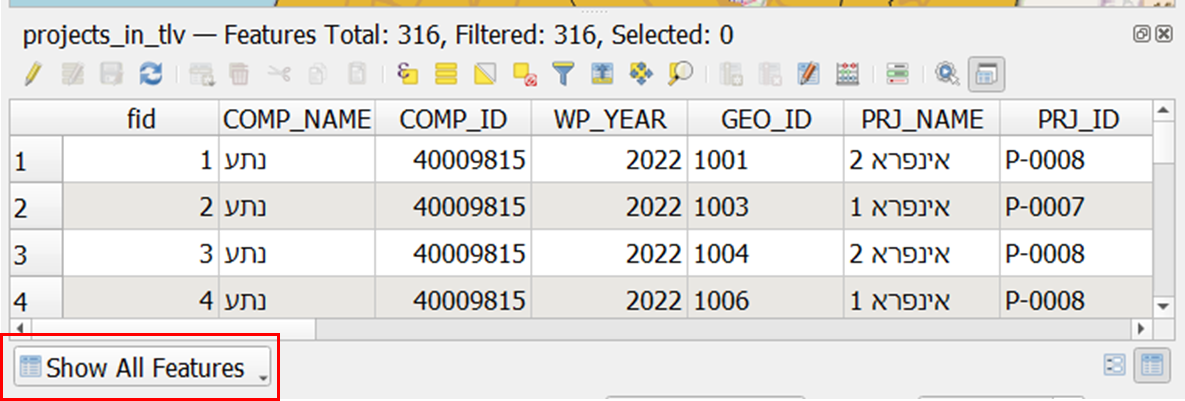 projects_in_tlv — Features Total: 316, Filtered: 316, Selected: 0
fid COMP_NAME COMP_ID WP_YEAR GEO_ID PRJ_NAME PRJ_ID
1 1 נתע 40009815 2022 1001 אינפרא 2 P-0008
2 2 נתע 40009815 2022 1003 אינפרא 1 P-0007
3 3 נתע 40009815 2022 1004 אינפרא 2 P-0008
4 4 נתע 40009815 2022 1006 אינפרא 1 P-0008
Show All Features